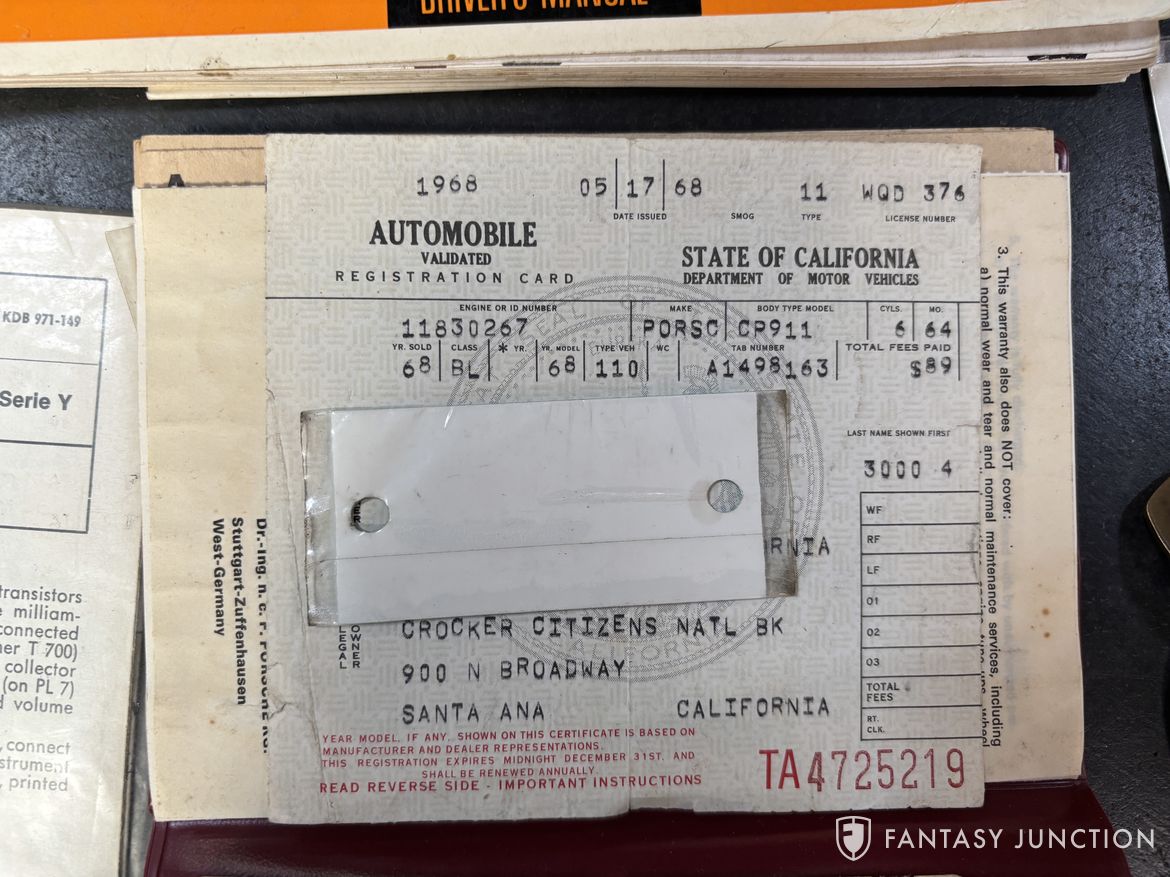 DRIVER'S MANUAL
1968 05 17 68 11 WQD 376
DATE ISSUED SMOG TYPE LICENSE NUMBER
AUTOMOBILE
VALIDATED
REGISTRATION CARD
STATE OF CALIFORNIA
DEPARTMENT OF MOTOR VEHICLES
ENGINE OR ID NUMBER MAKE BODY TYPE MODEL CYLS. MO.
11830267 PORSC CP911 6 64
YR. SOLD CLASS * YR. YR. MODEL TYPE VEH WC TAB NUMBER TOTAL FEES PAID
68 BL 68 110 A1498163 $89
LAST NAME SHOWN FIRST
3000 4
WF
RF
LF
01
02
03
TOTAL FEES
RT. CLK.
RNIA
LEGAL OWNER
CROCKER CITIZENS NATL BK
900 N BROADWAY
SANTA ANA CALIFORNIA
YEAR MODEL, IF ANY, SHOWN ON THIS CERTIFICATE IS BASED ON
MANUFACTURER AND DEALER REPRESENTATIONS.
THIS REGISTRATION EXPIRES MIDNIGHT DECEMBER 31ST, AND
SHALL BE RENEWED ANNUALLY.
READ REVERSE SIDE - IMPORTANT INSTRUCTIONS
TA4725219
KDB 971-149
Serie Y
transistors
milliam-
connected
T 700)
collector
(on PL 7)
volume
connect
strument
printed
Dr.-Ing.
Stuttgart-Zuffenhausen
West-Germany
3. This warranty also does NOT cover:
a) normal wear and tear and normal maintenance services, including
FANTASY JUNCTION